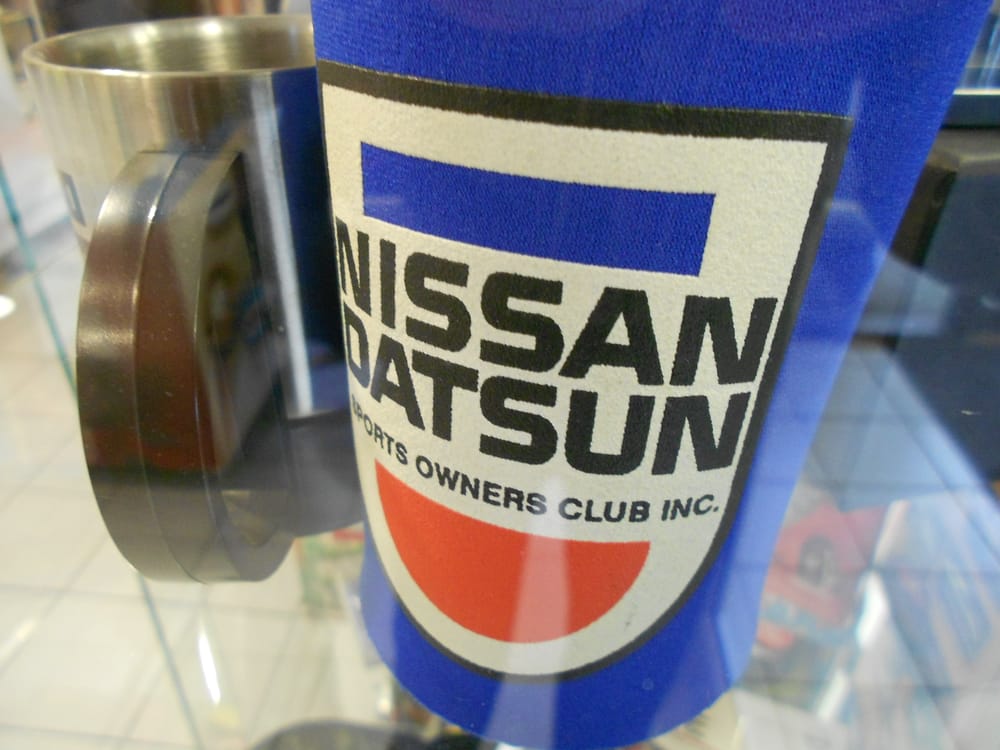 NISSAN
DATSUN
SPORTS OWNERS CLUB INC.